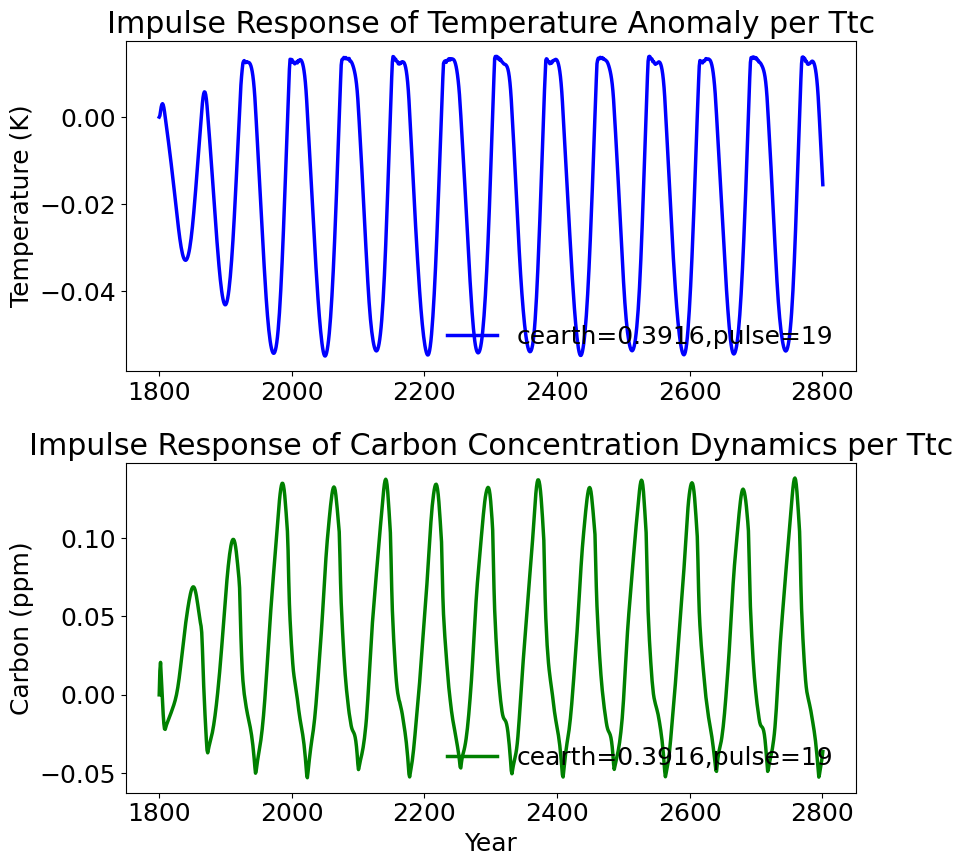 Impulse Response of Temperature Anomaly per Ttc
Temperature (K)
0.00
−0.02
−0.04
cearth=0.3916,pulse=19
1800 2000 2200 2400 2600 2800
Impulse Response of Carbon Concentration Dynamics per Ttc
Carbon (ppm)
0.10
0.05
0.00
−0.05
cearth=0.3916,pulse=19
1800 2000 2200 2400 2600 2800
Year